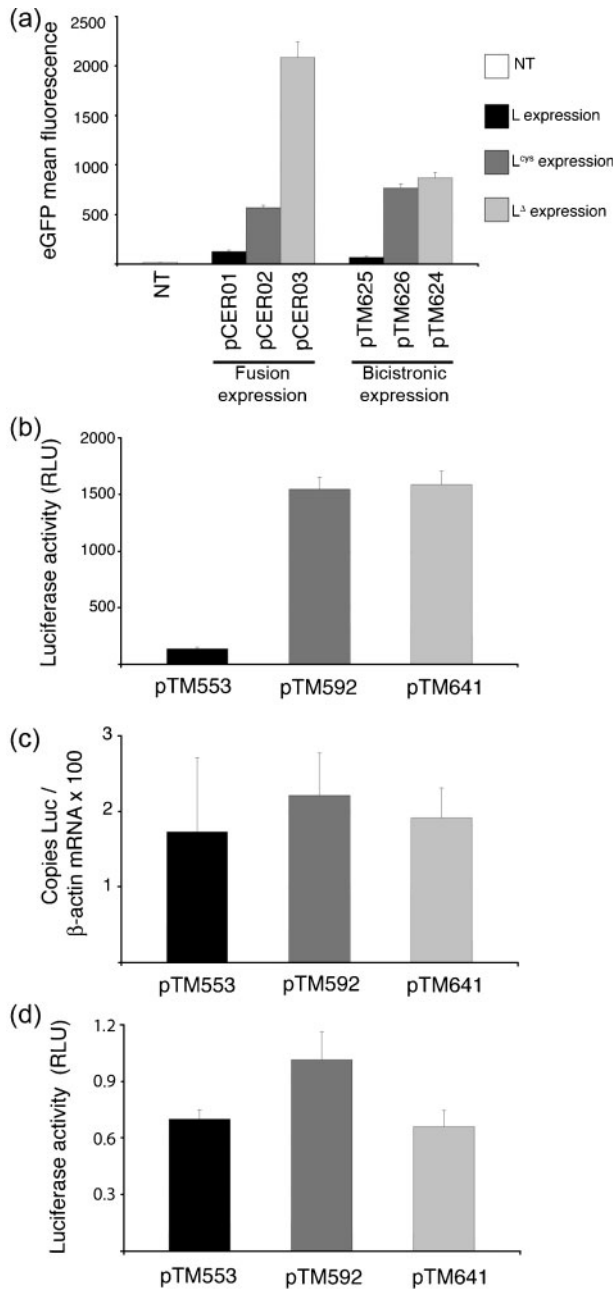 (a)
eGFP mean fluorescence
2500
2000
1500
1000
500
NT
pCER01
pCER02
pCER03
pTM625
pTM626
pTM624
Fusion
expression
Bicistronic
expression
NT
L expression
Lcys expression
LΔ expression
(b)
Luciferase activity (RLU)
2000
1500
1000
500
pTM553
pTM592
pTM641
(c)
Copies Luc /
β-actin mRNA x 100
3
2
1
pTM553
pTM592
pTM641
(d)
Luciferase activity (RLU)
1.2
0.9
0.6
0.3
pTM553
pTM592
pTM641